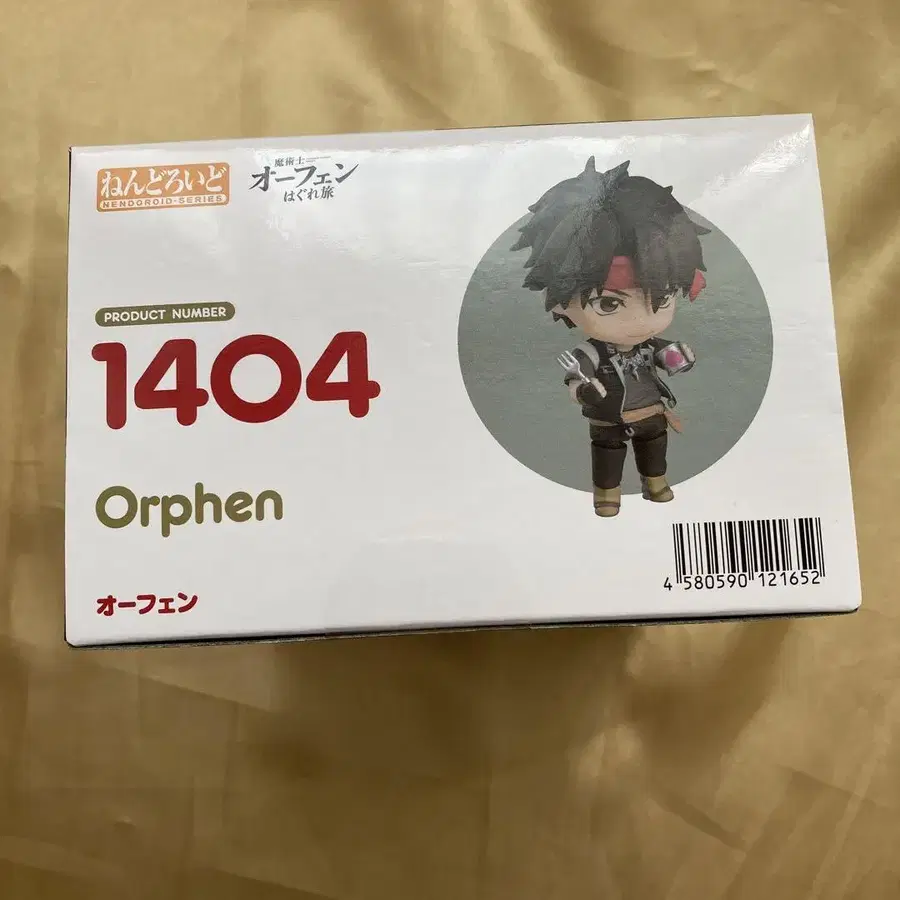 ねんどろいど
NENDOROID-SERIES
魔術士
オーフェン
はぐれ旅
PRODUCT NUMBER
1404
Orphen
オーフェン
4 580590 121652